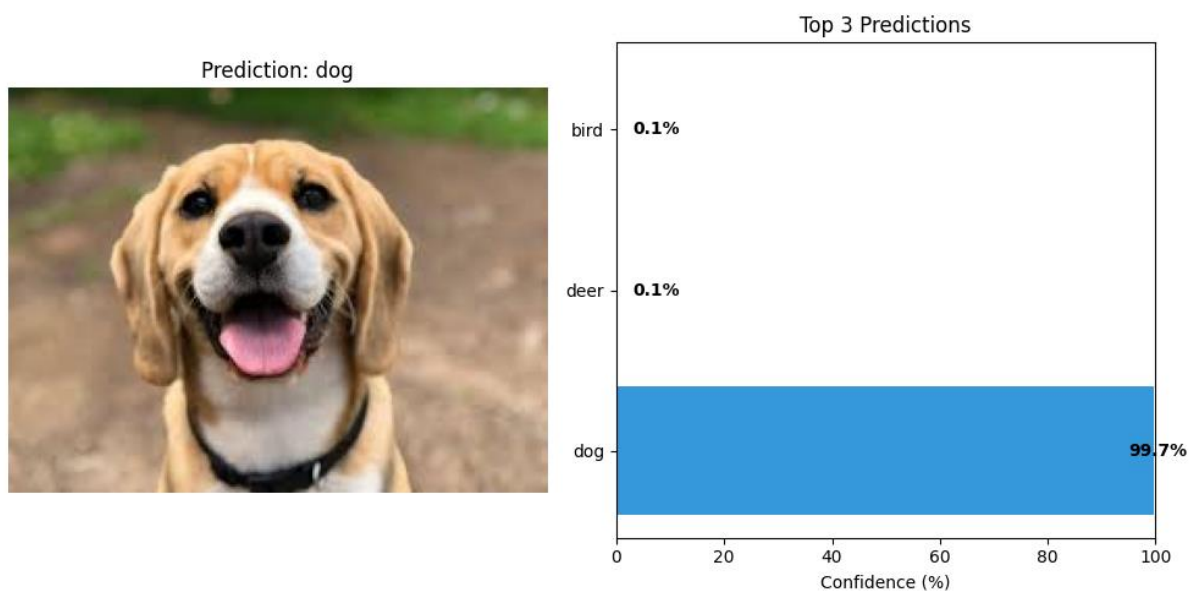 Prediction: dog
Top 3 Predictions
bird
0.1%
deer
0.1%
dog
99.7%
0
20
40
60
80
100
Confidence (%)